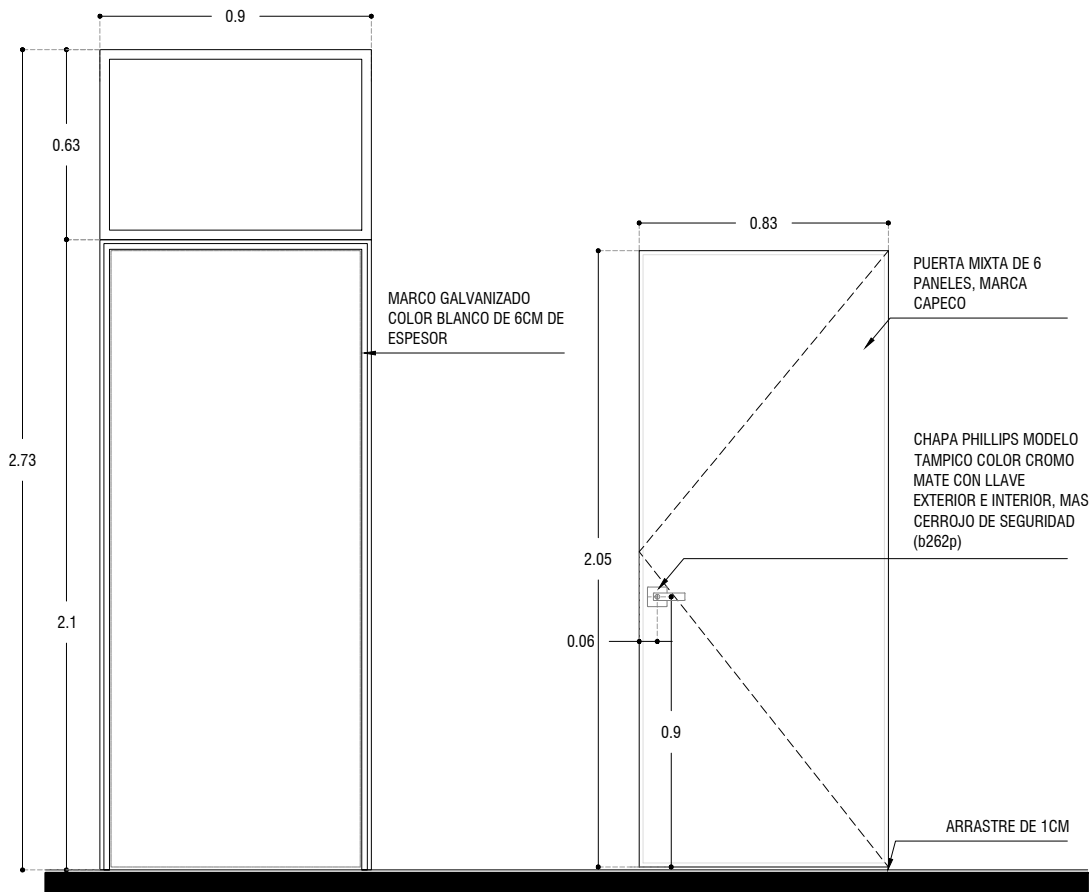 0.9
0.63
2.73
2.1
MARCO GALVANIZADO
COLOR BLANCO DE 6CM DE
ESPESOR
0.83
2.05
0.06
0.9
PUERTA MIXTA DE 6
PANELES, MARCA
CAPECO
CHAPA PHILLIPS MODELO
TAMPICO COLOR CROMO
MATE CON LLAVE
EXTERIOR E INTERIOR, MAS
CERROJO DE SEGURIDAD
(b262p)
ARRASTRE DE 1CM